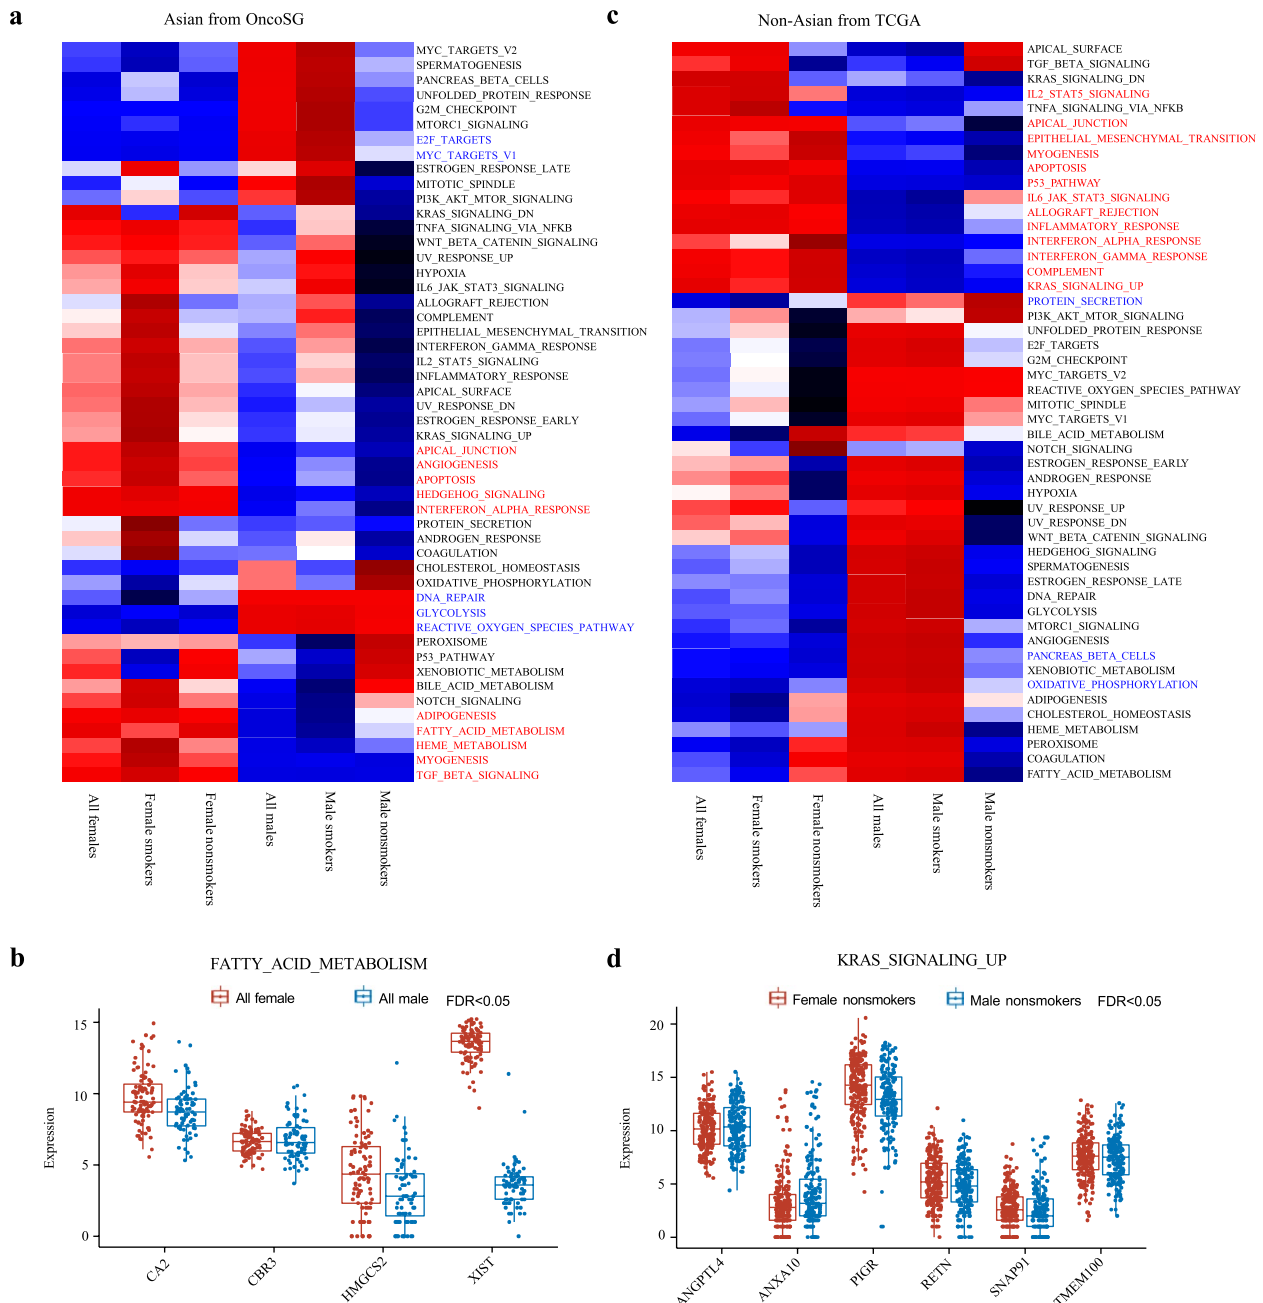 a
Asian from OncoSG
MYC_TARGETS_V2
SPERMATOGENESIS
PANCREAS_BETA_CELLS
UNFOLDED_PROTEIN_RESPONSE
G2M_CHECKPOINT
MTORC1_SIGNALING
E2F_TARGETS
MYC_TARGETS_V1
ESTROGEN_RESPONSE_LATE
MITOTIC_SPINDLE
PI3K_AKT_MTOR_SIGNALING
KRAS_SIGNALING_DN
TNFA_SIGNALING_VIA_NFKB
WNT_BETA_CATENIN_SIGNALING
UV_RESPONSE_UP
HYPOXIA
IL6_JAK_STAT3_SIGNALING
ALLOGRAFT_REJECTION
COMPLEMENT
EPITHELIAL_MESENCHYMAL_TRANSITION
INTERFERON_GAMMA_RESPONSE
IL2_STAT5_SIGNALING
INFLAMMATORY_RESPONSE
APICAL_SURFACE
UV_RESPONSE_DN
ESTROGEN_RESPONSE_EARLY
KRAS_SIGNALING_UP
APICAL_JUNCTION
ANGIOGENESIS
APOPTOSIS
HEDGEHOG_SIGNALING
INTERFERON_ALPHA_RESPONSE
PROTEIN_SECRETION
ANDROGEN_RESPONSE
COAGULATION
CHOLESTEROL_HOMEOSTASIS
OXIDATIVE_PHOSPHORYLATION
DNA_REPAIR
GLYCOLYSIS
REACTIVE_OXYGEN_SPECIES_PATHWAY
PEROXISOME
P53_PATHWAY
XENOBIOTIC_METABOLISM
BILE_ACID_METABOLISM
NOTCH_SIGNALING
ADIPOGENESIS
FATTY_ACID_METABOLISM
HEME_METABOLISM
MYOGENESIS
TGF_BETA_SIGNALING
All females
Female smokers
Female nonsmokers
All males
Male smokers
Male nonsmokers
c
Non-Asian from TCGA
APICAL_SURFACE
TGF_BETA_SIGNALING
KRAS_SIGNALING_DN
IL2_STAT5_SIGNALING
TNFA_SIGNALING_VIA_NFKB
APICAL_JUNCTION
EPITHELIAL_MESENCHYMAL_TRANSITION
MYOGENESIS
APOPTOSIS
P53_PATHWAY
IL6_JAK_STAT3_SIGNALING
ALLOGRAFT_REJECTION
INFLAMMATORY_RESPONSE
INTERFERON_ALPHA_RESPONSE
INTERFERON_GAMMA_RESPONSE
COMPLEMENT
KRAS_SIGNALING_UP
PROTEIN_SECRETION
PI3K_AKT_MTOR_SIGNALING
UNFOLDED_PROTEIN_RESPONSE
E2F_TARGETS
G2M_CHECKPOINT
MYC_TARGETS_V2
REACTIVE_OXYGEN_SPECIES_PATHWAY
MITOTIC_SPINDLE
MYC_TARGETS_V1
BILE_ACID_METABOLISM
NOTCH_SIGNALING
ESTROGEN_RESPONSE_EARLY
ANDROGEN_RESPONSE
HYPOXIA
UV_RESPONSE_UP
UV_RESPONSE_DN
WNT_BETA_CATENIN_SIGNALING
HEDGEHOG_SIGNALING
SPERMATOGENESIS
ESTROGEN_RESPONSE_LATE
DNA_REPAIR
GLYCOLYSIS
MTORC1_SIGNALING
ANGIOGENESIS
PANCREAS_BETA_CELLS
XENOBIOTIC_METABOLISM
OXIDATIVE_PHOSPHORYLATION
ADIPOGENESIS
CHOLESTEROL_HOMEOSTASIS
HEME_METABOLISM
PEROXISOME
COAGULATION
FATTY_ACID_METABOLISM
All females
Female smokers
Female nonsmokers
All males
Male smokers
Male nonsmokers
b
FATTY_ACID_METABOLISM
All female
All male
FDR<0.05
Expression
15
10
5
0
CA2
CBR3
HMGCS2
XIST
d
KRAS_SIGNALING_UP
Female nonsmokers
Male nonsmokers
FDR<0.05
Expression
20
15
10
5
0
ANGPTL4
ANXA10
PIGR
RETN
SNAP91
TMEM100